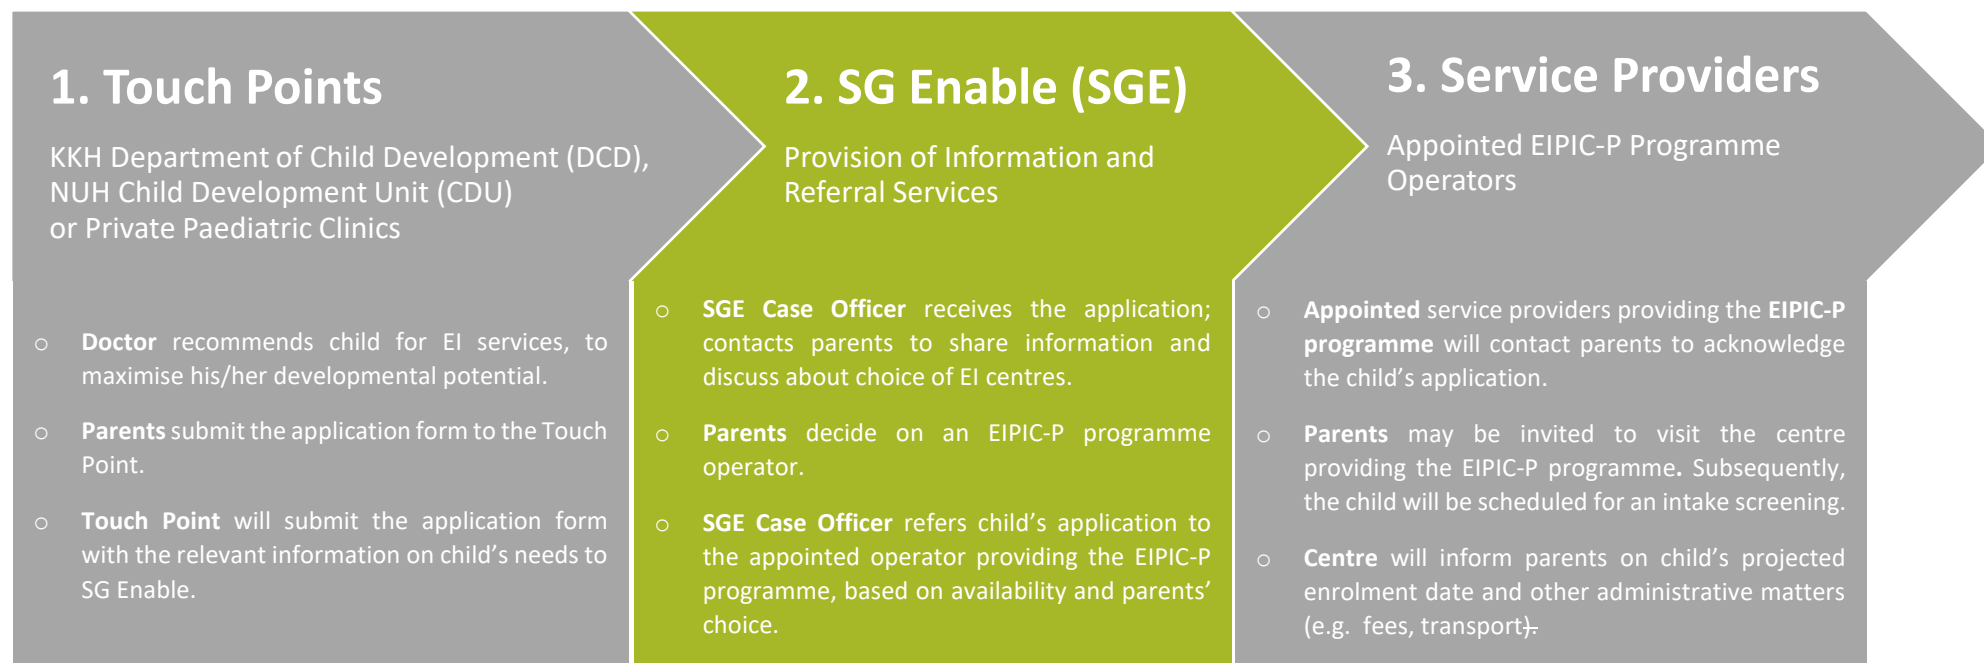 1. Touch Points
KKH Department of Child Development (DCD),
NUH Child Development Unit (CDU)
or Private Paediatric Clinics
o Doctor recommends child for EI services, to
maximise his/her developmental potential.
o Parents submit the application form to the Touch
Point.
o Touch Point will submit the application form
with the relevant information on child's needs to
SG Enable.
2. SG Enable (SGE)
Provision of Information and
Referral Services
o SGE Case Officer receives the application;
contacts parents to share information and
discuss about choice of EI centres.
o Parents decide on an EIPIC-P programme
operator.
o SGE Case Officer refers child's application to
the appointed operator providing the EIPIC-P
programme, based on availability and parents'
choice.
3. Service Providers
Appointed EIPIC-P Programme
Operators
o Appointed service providers providing the EIPIC-P
programme will contact parents to acknowledge
the child's application.
o Parents may be invited to visit the centre
providing the EIPIC-P programme. Subsequently,
the child will be scheduled for an intake screening.
o Centre will inform parents on child's projected
enrolment date and other administrative matters
(e.g. fees, transport).